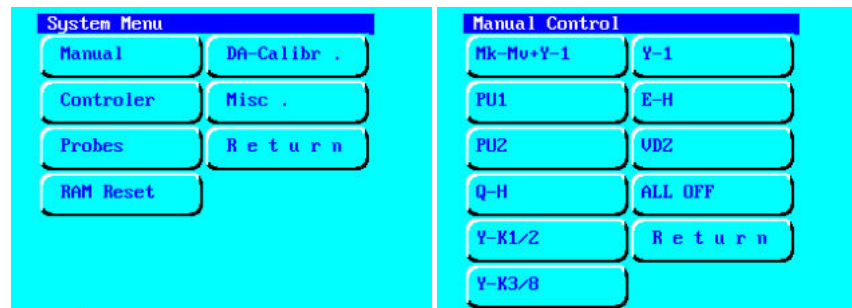 System Menu
Manual
DA-Calibr .
Controler
Misc .
Probes
R e t u r n
RAM Reset
Manual Control
Mk-Mv+Y-1
Y-1
PU1
E-H
PU2
VDZ
Q-H
ALL OFF
Y-K1/2
R e t u r n
Y-K3/8